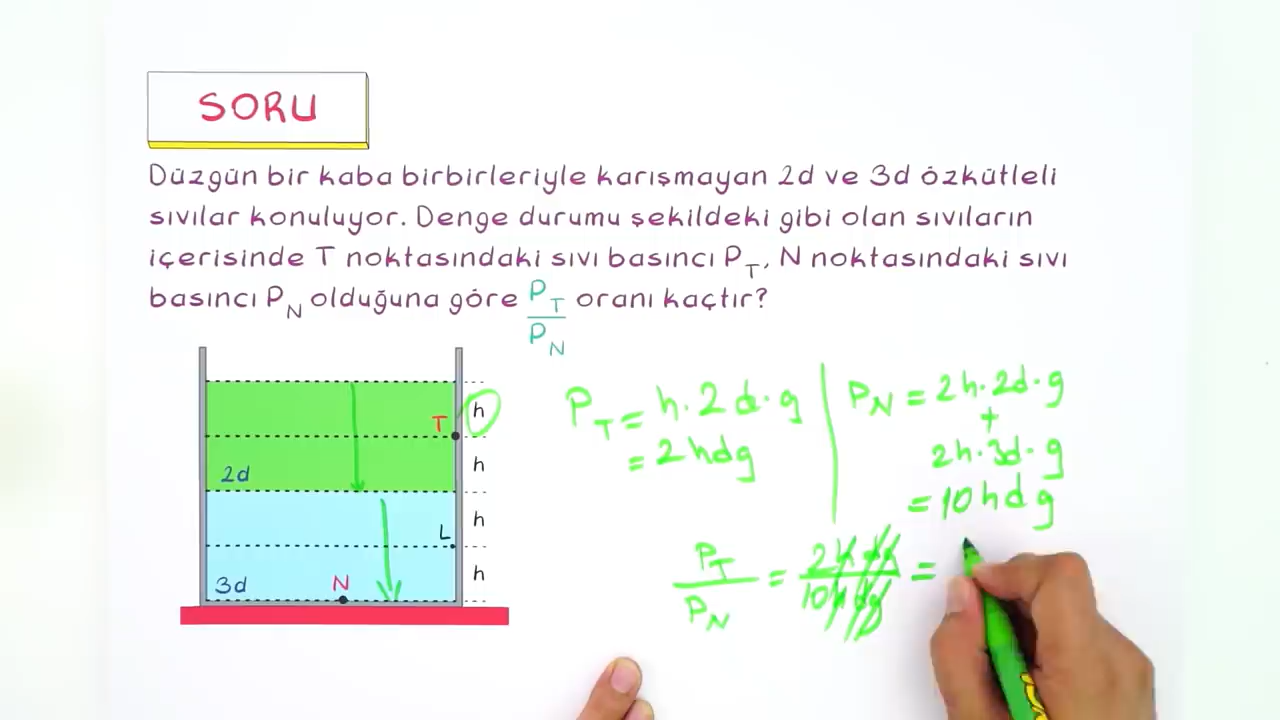 SORU
Düzgün bir kaba birbirleriyle karışmayan 2d ve 3d özkütleli
sıvılar konuluyor. Denge durumu şekildeki gibi olan sıvıların
içerisinde T noktasındaki sıvı basıncı P_T, N noktasındaki sıvı
basıncı P_N olduğuna göre P_T/P_N oranı kaçtır?
T
h
h
2d
L
h
3d
N
h
P_T = h·2d·g
= 2hdg
P_N = 2h·2d·g
+
2h·3d·g
= 10hdg
P_T/P_N = 2hdg/10hdg =